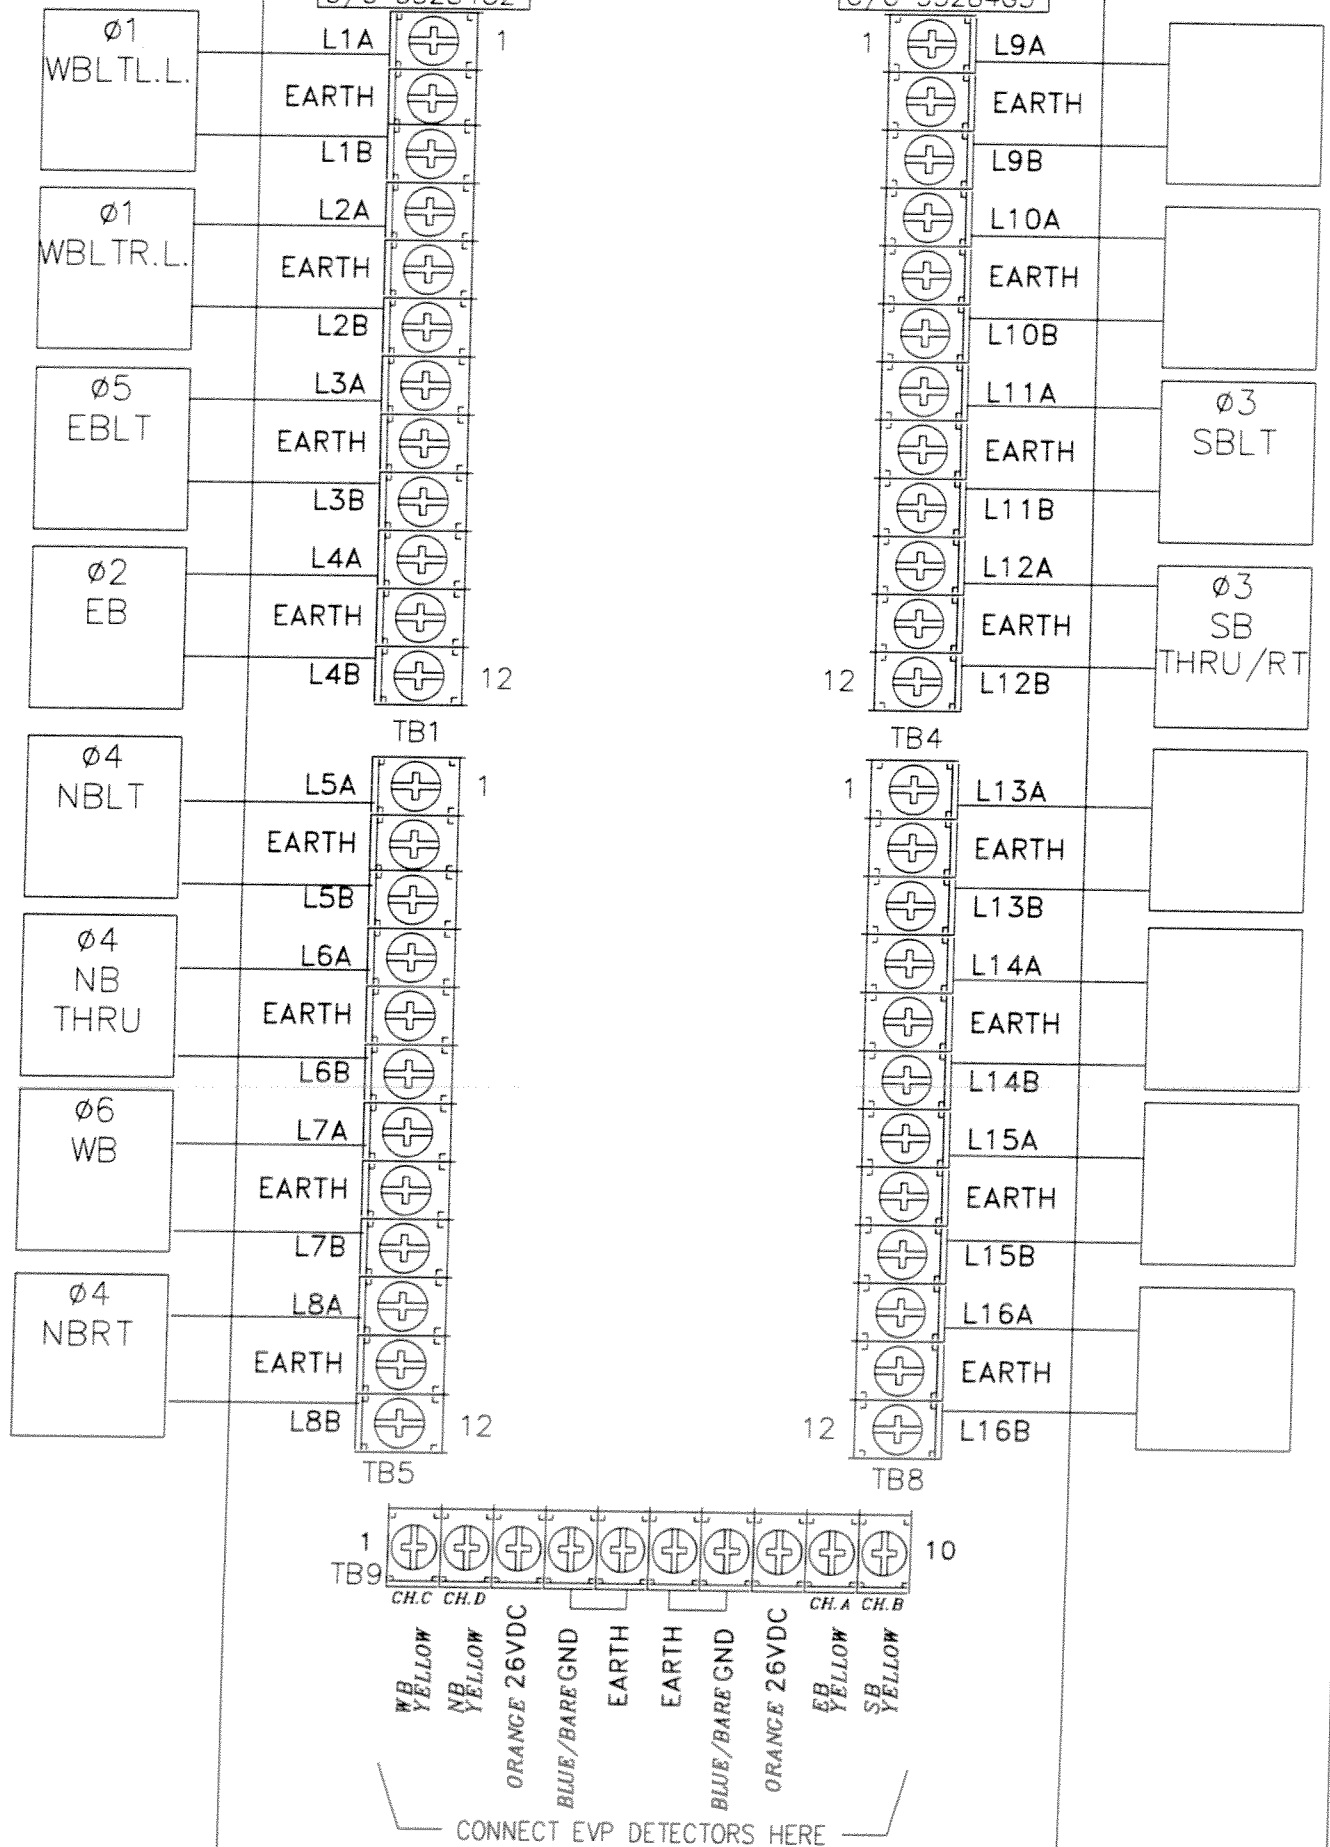 ø1
WBLTL.L.
L1A
1
EARTH
L1B
ø1
WBLTR.L.
L2A
EARTH
L2B
ø5
EBLT
L3A
EARTH
L3B
ø2
EB
L4A
EARTH
L4B
12
TB1
ø4
NBLT
L5A
1
EARTH
L5B
ø4
NB
THRU
L6A
EARTH
L6B
ø6
WB
L7A
EARTH
L7B
ø4
NBRT
L8A
EARTH
L8B
12
TB5
1
L9A
EARTH
L9B
L10A
EARTH
L10B
L11A
EARTH
L11B
ø3
SBLT
L12A
EARTH
12
L12B
ø3
SB
THRU/RT
TB4
1
L13A
EARTH
L13B
L14A
EARTH
L14B
L15A
EARTH
L15B
L16A
EARTH
12
L16B
TB8
1
TB9
10
CH.C
CH.D
CH.A
CH.B
WB
YELLOW
NB
YELLOW
ORANGE 26VDC
BLUE/BARE GND
EARTH
EARTH
BLUE/BARE GND
ORANGE 26VDC
EB
YELLOW
SB
YELLOW
CONNECT EVP DETECTORS HERE